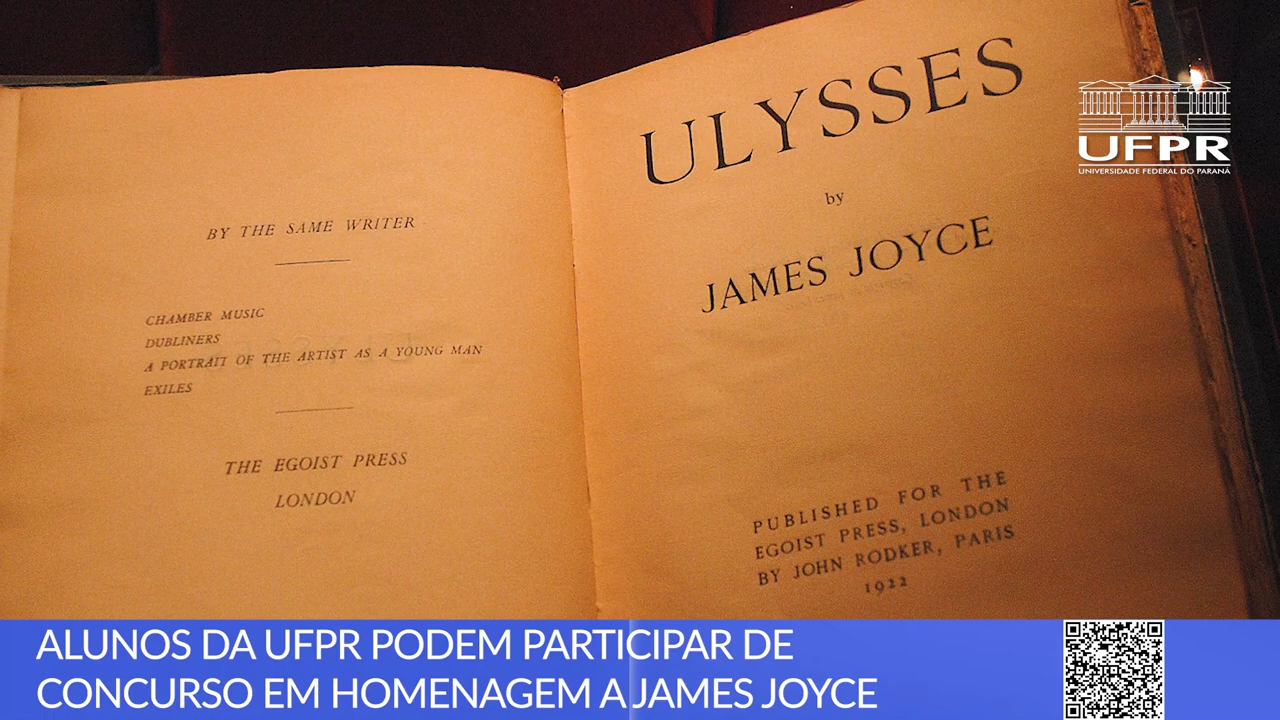 BY THE SAME WRITER
CHAMBER MUSIC
DUBLINERS
A PORTRAIT OF THE ARTIST AS A YOUNG MAN
EXILES
THE EGOIST PRESS
LONDON
ULYSSES
by
JAMES JOYCE
PUBLISHED FOR THE
EGOIST PRESS, LONDON
BY JOHN RODKER, PARIS
1922
UFPR
UNIVERSIDADE FEDERAL DO PARANÁ
ALUNOS DA UFPR PODEM PARTICIPAR DE
CONCURSO EM HOMENAGEM A JAMES JOYCE